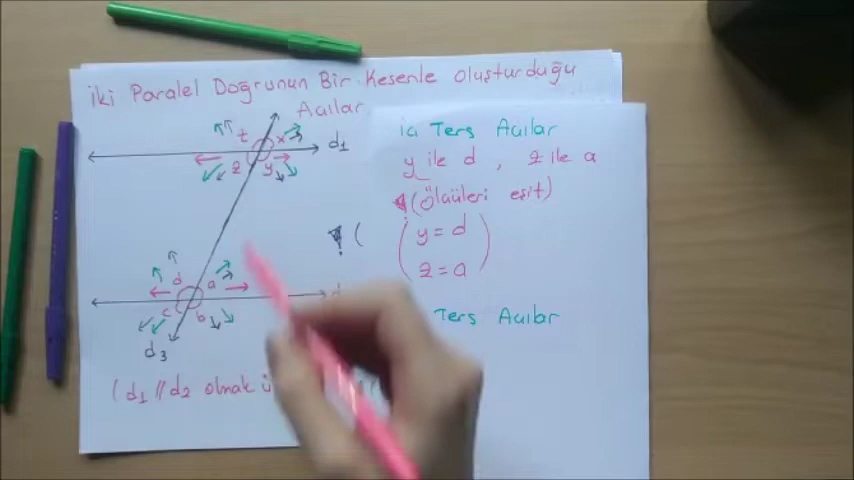 iki Paralel Doğrunun Bir Kesenle oluşturduğu
Açılar
t x
d1
z y
d a
c b
d3
(d1 // d2 olmak ü
iç Ters Açılar
y ile d , z ile a
(Ölçüleri eşit)
! (
y = d
z = a
Ters Açılar